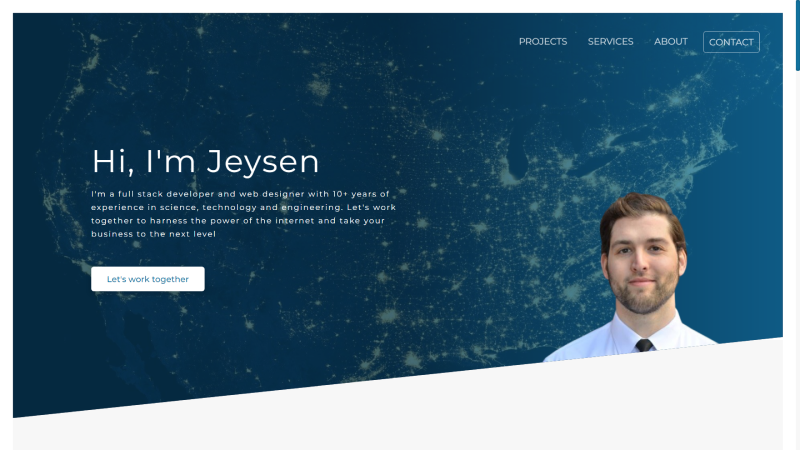 PROJECTS SERVICES ABOUT CONTACT
Hi, I'm Jeysen
I'm a full stack developer and web designer with 10+ years of
experience in science, technology and engineering. Let's work
together to harness the power of the internet and take your
business to the next level
Let's work together